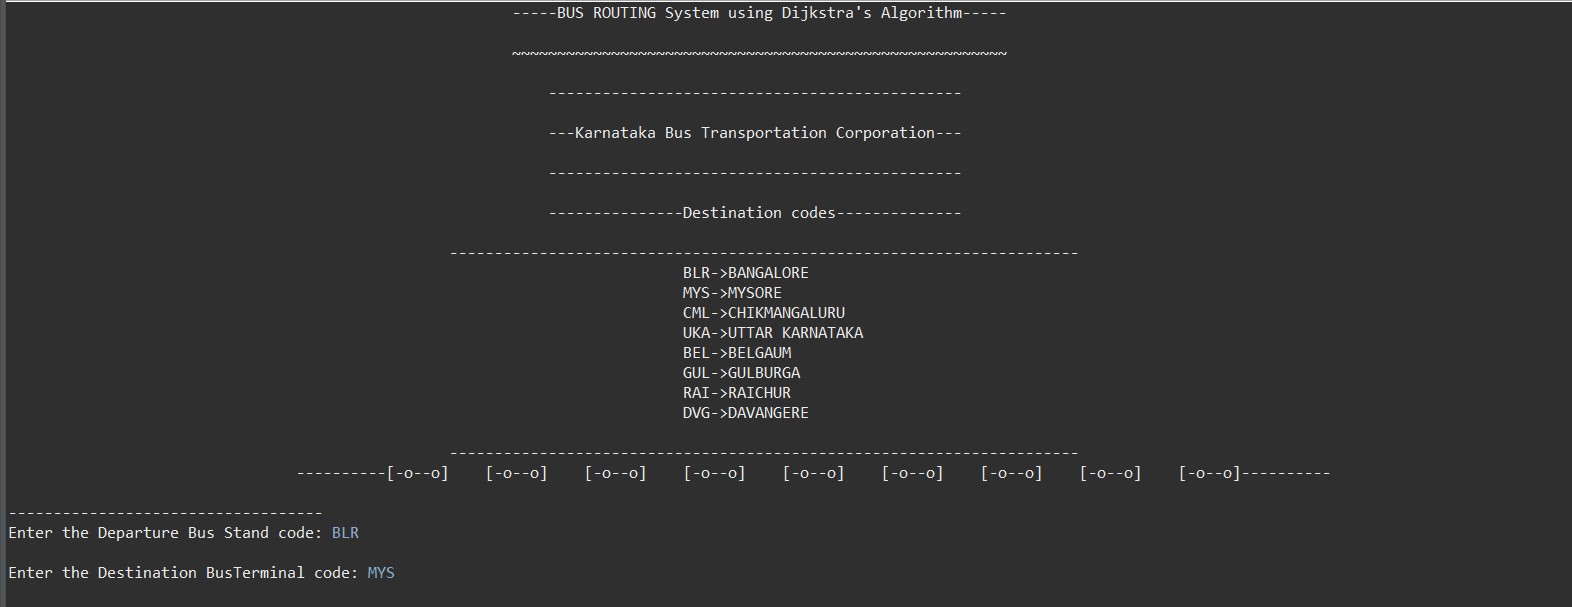 -----BUS ROUTING System using Dijkstra's Algorithm-----
~~~~~~~~~~~~~~~~~~~~~~~~~~~~~~~~~~~~~~~~~~~~~~~~~~~~~~~
----------------------------------------------
---Karnataka Bus Transportation Corporation---
----------------------------------------------
---------------Destination codes--------------
----------------------------------------------------------------------
BLR->BANGALORE
MYS->MYSORE
CML->CHIKMANGALURU
UKA->UTTAR KARNATAKA
BEL->BELGAUM
GUL->GULBURGA
RAI->RAICHUR
DVG->DAVANGERE
----------------------------------------------------------------------
----------[-o--o]    [-o--o]    [-o--o]    [-o--o]    [-o--o]    [-o--o]    [-o--o]    [-o--o]    [-o--o]----------
-----------------------------------
Enter the Departure Bus Stand code: BLR
Enter the Destination BusTerminal code: MYS